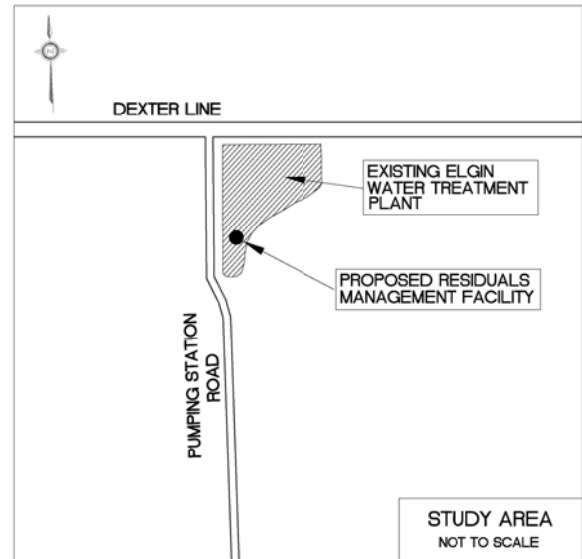 N
DEXTER LINE
EXISTING ELGIN
WATER TREATMENT
PLANT
PROPOSED RESIDUALS
MANAGEMENT FACILITY
PUMPING STATION
ROAD
STUDY AREA
NOT TO SCALE